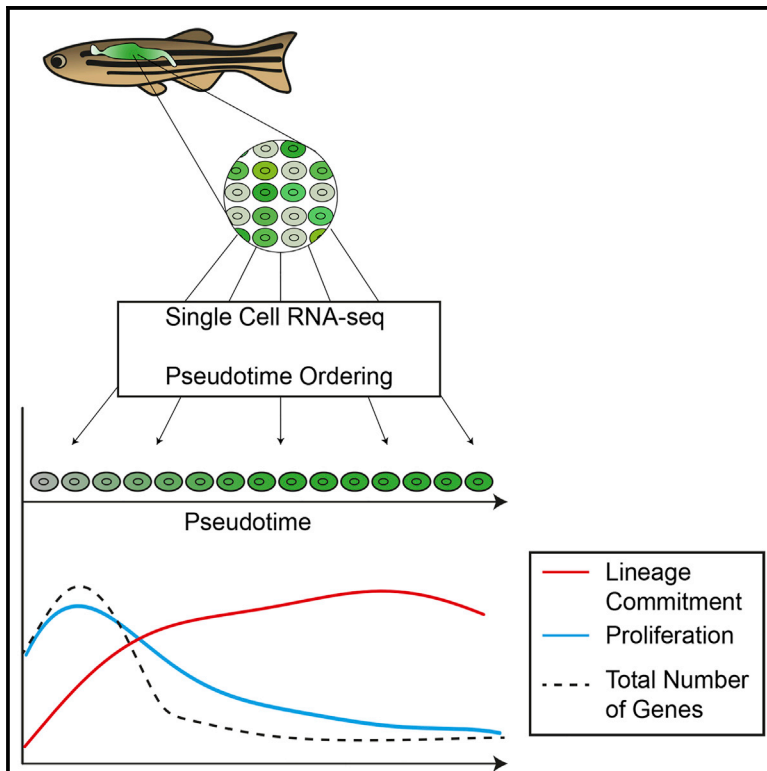 Single Cell RNA-seq
Pseudotime Ordering
Pseudotime
Lineage
Commitment
Proliferation
Total Number
of Genes